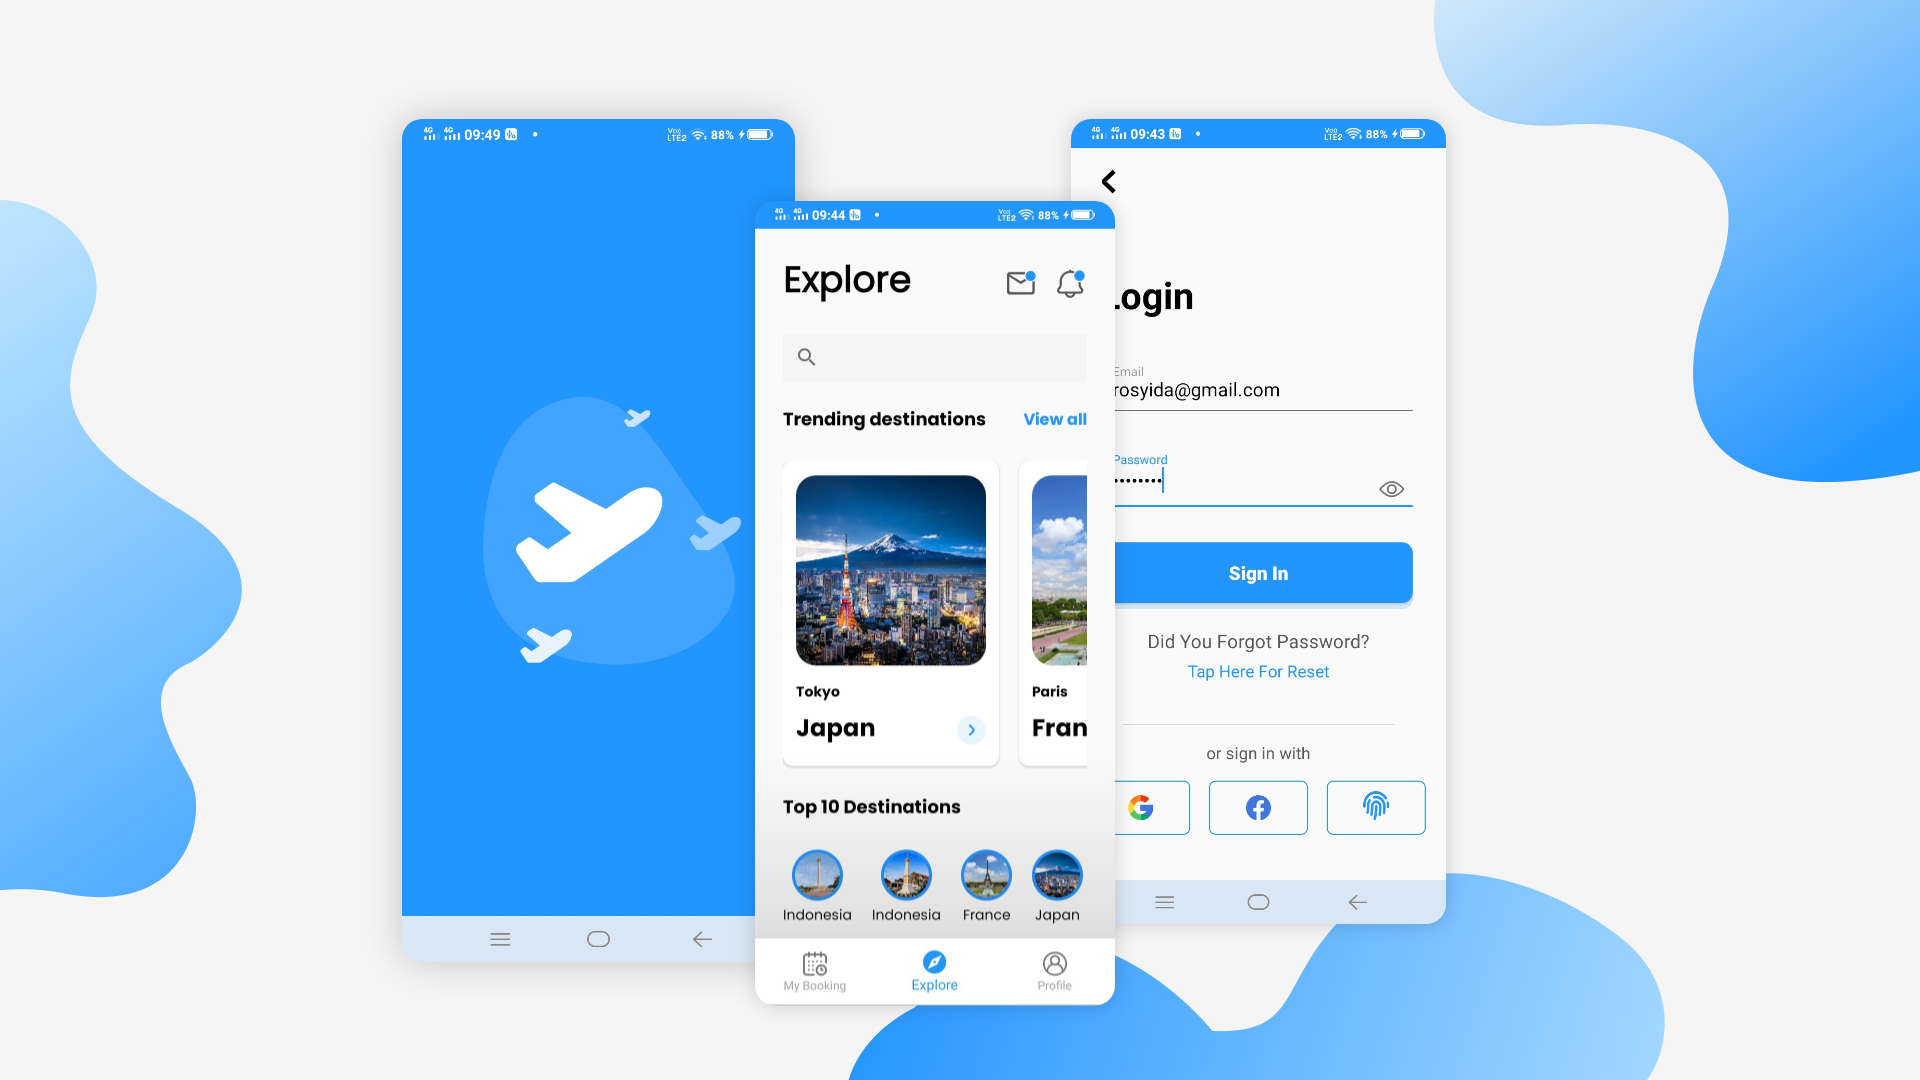 4G 4G 09:49 Vo) LTE2 88%
4G 4G 09:44 Vo) LTE2 88%
Explore
Trending destinations View all
Tokyo
Japan
Paris
Fran
Top 10 Destinations
Indonesia Indonesia France Japan
My Booking Explore Profile
4G 4G 09:43 Vo) LTE2 88%
Login
Email
rosyida@gmail.com
Password
Sign In
Did You Forgot Password?
Tap Here For Reset
or sign in with